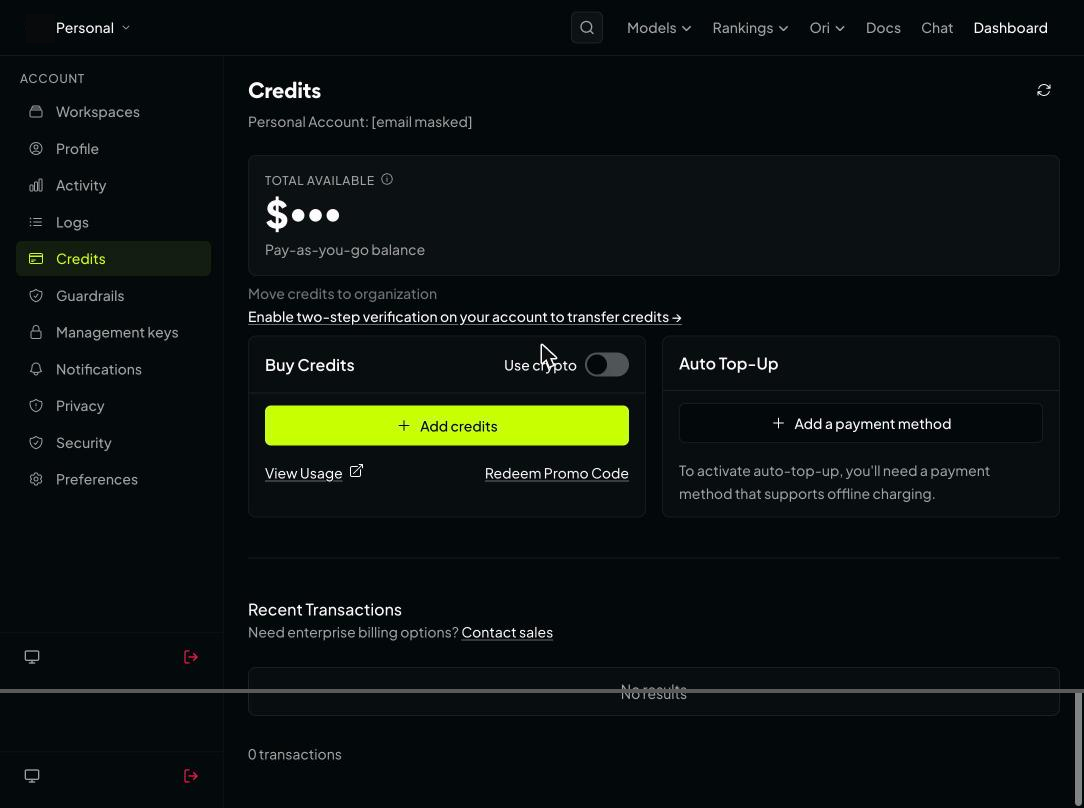 Personal
Models
Rankings
Ori
Docs
Chat
Dashboard
ACCOUNT
Workspaces
Profile
Activity
Logs
Credits
Guardrails
Management keys
Notifications
Privacy
Security
Preferences
Credits
Personal Account: [email masked]
TOTAL AVAILABLE
$•••
Pay-as-you-go balance
Move credits to organization
Enable two-step verification on your account to transfer credits →
Buy Credits
Use crypto
+ Add credits
View Usage
Redeem Promo Code
Auto Top-Up
+ Add a payment method
To activate auto-top-up, you'll need a payment
method that supports offline charging.
Recent Transactions
Need enterprise billing options? Contact sales
No results
0 transactions